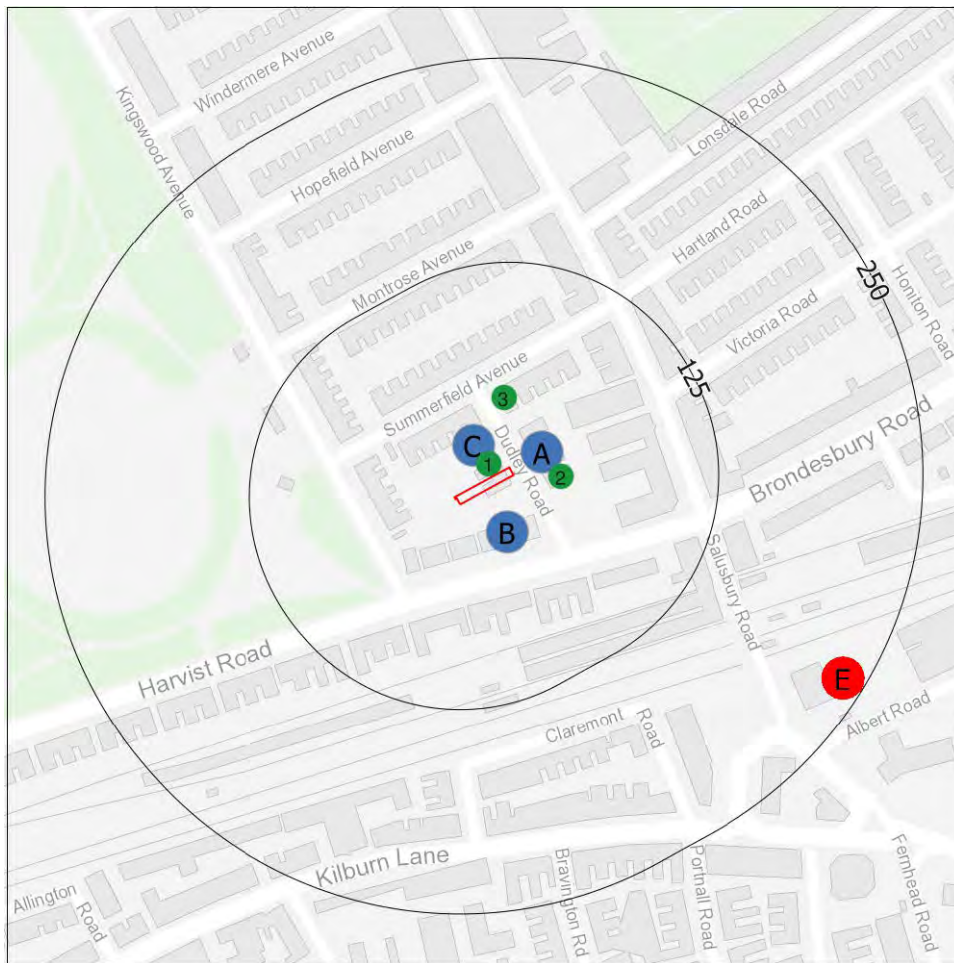 Windermere Avenue
Kingswood Avenue
Hopefield Avenue
Lonsdale Road
Montrose Avenue
Hartland Road
250
Honiton Road
Victoria Road
125
Summerfield Avenue
3
Dudley Road
C
A
1
2
Brondesbury Road
B
Salusbury Road
Harvist Road
E
Albert Road
Claremont Road
Kilburn Lane
Allington Road
Bravington Rd
Portnall Road
Fernhead Road